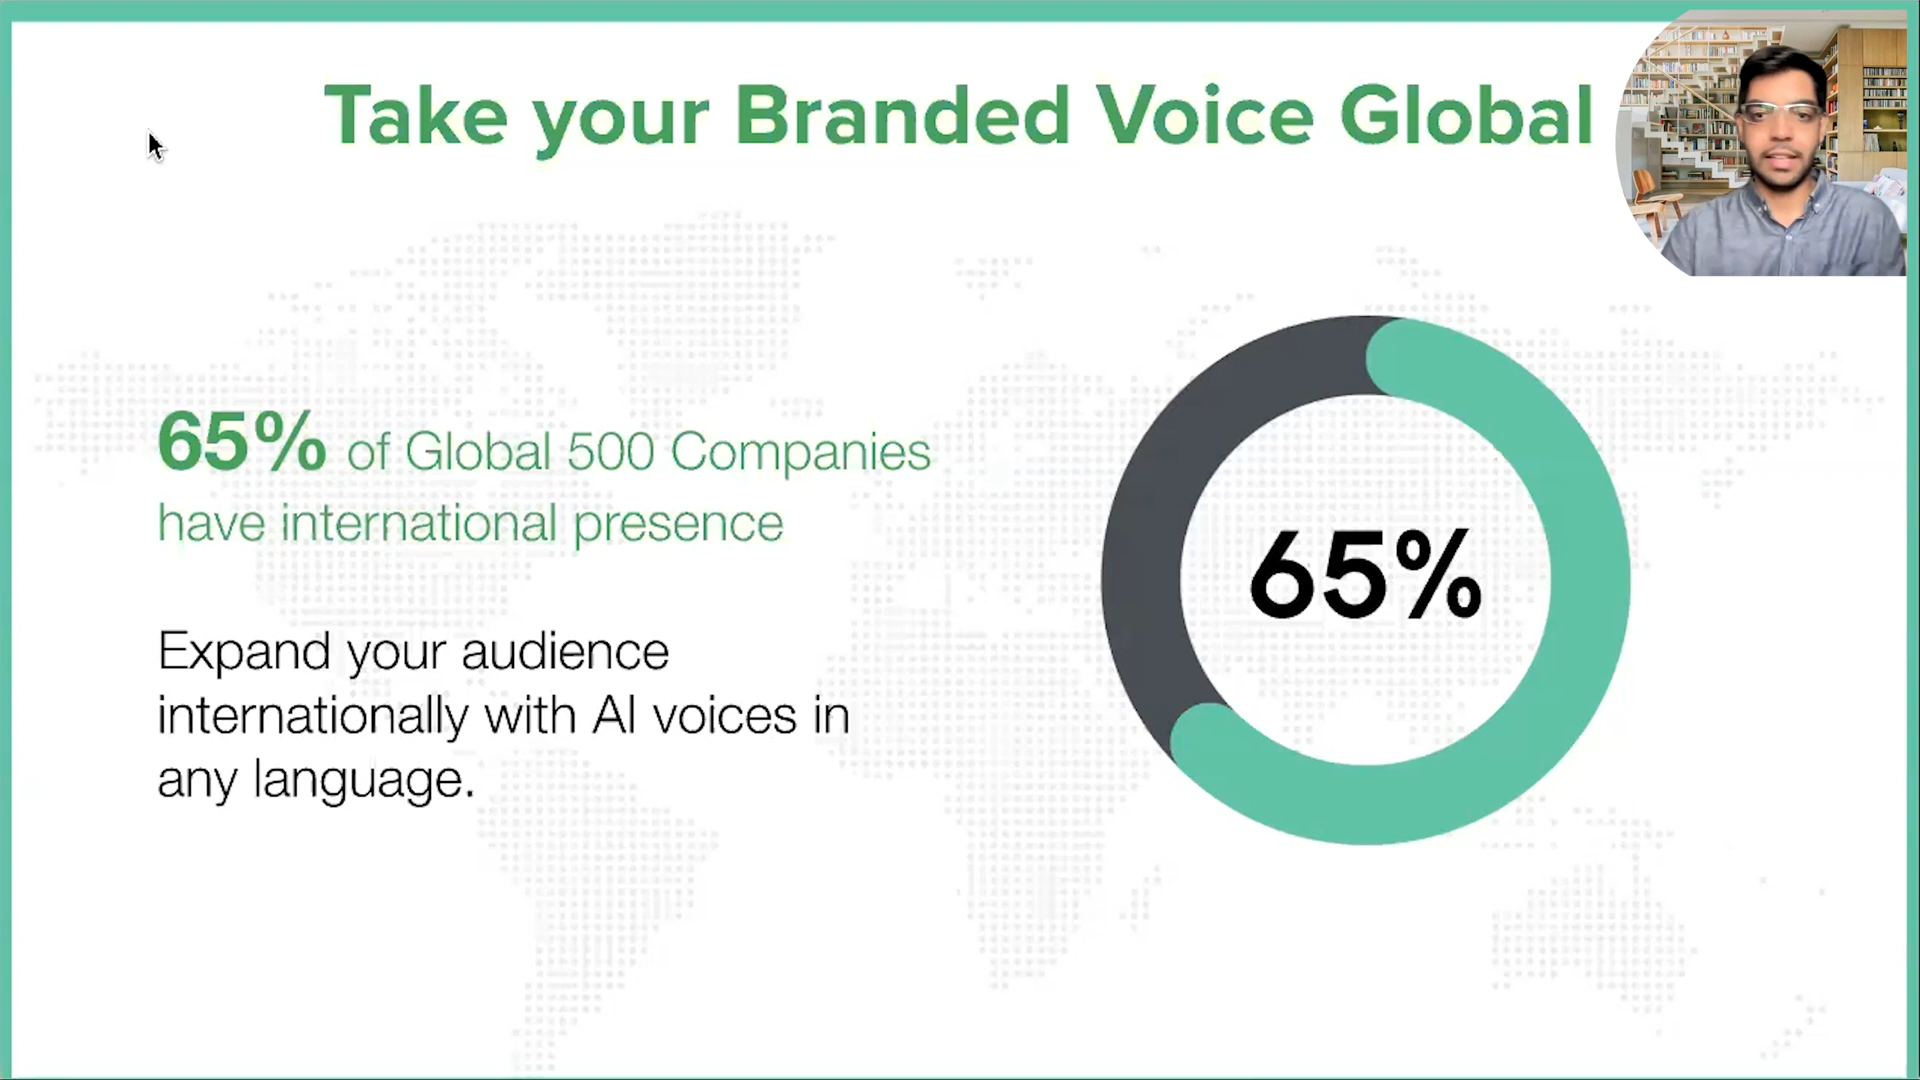 Take your Branded Voice Global
65% of Global 500 Companies
have international presence
Expand your audience
internationally with AI voices in
any language.
65%